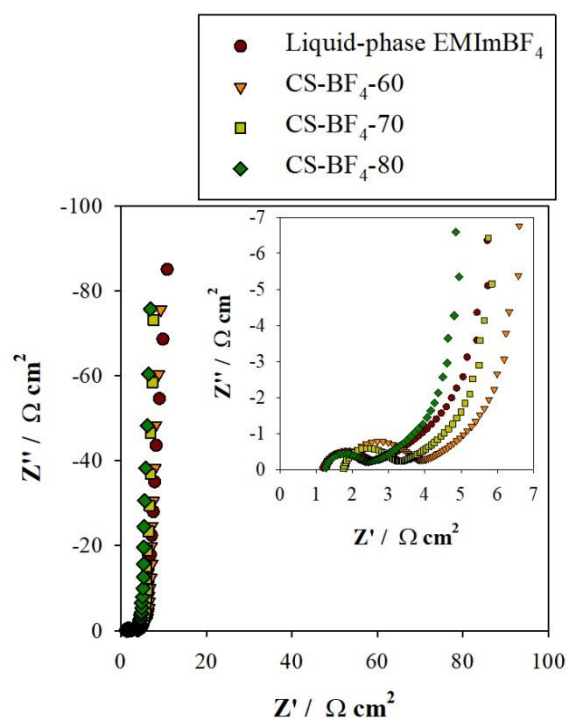 Liquid-phase EMImBF₄
CS-BF₄-60
CS-BF₄-70
CS-BF₄-80
-100
-80
-60
-40
-20
0
Z'' / Ω cm²
0 20 40 60 80 100
Z' / Ω cm²
-7
-6
-5
-4
-3
-2
-1
0
Z'' / Ω cm²
0 1 2 3 4 5 6 7
Z' / Ω cm²